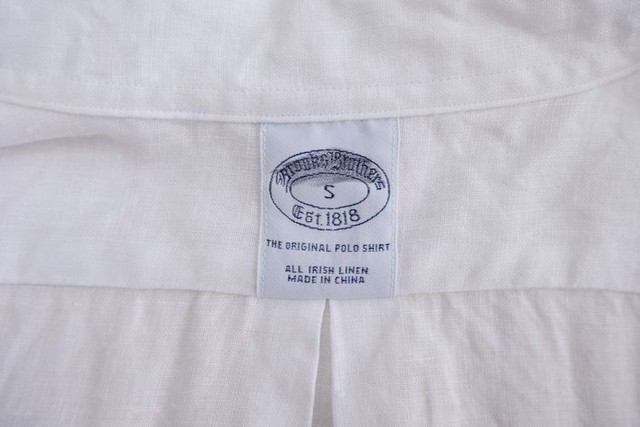 Brooks Brothers
S
Est. 1818
THE ORIGINAL POLO SHIRT
ALL IRISH LINEN
MADE IN CHINA